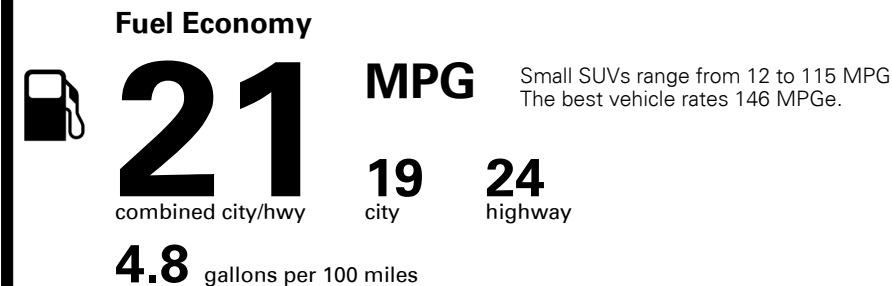 Fuel Economy
21 MPG
Small SUVs range from 12 to 115 MPG
The best vehicle rates 146 MPGe.
combined city/hwy
19 city
24 highway
4.8 gallons per 100 miles